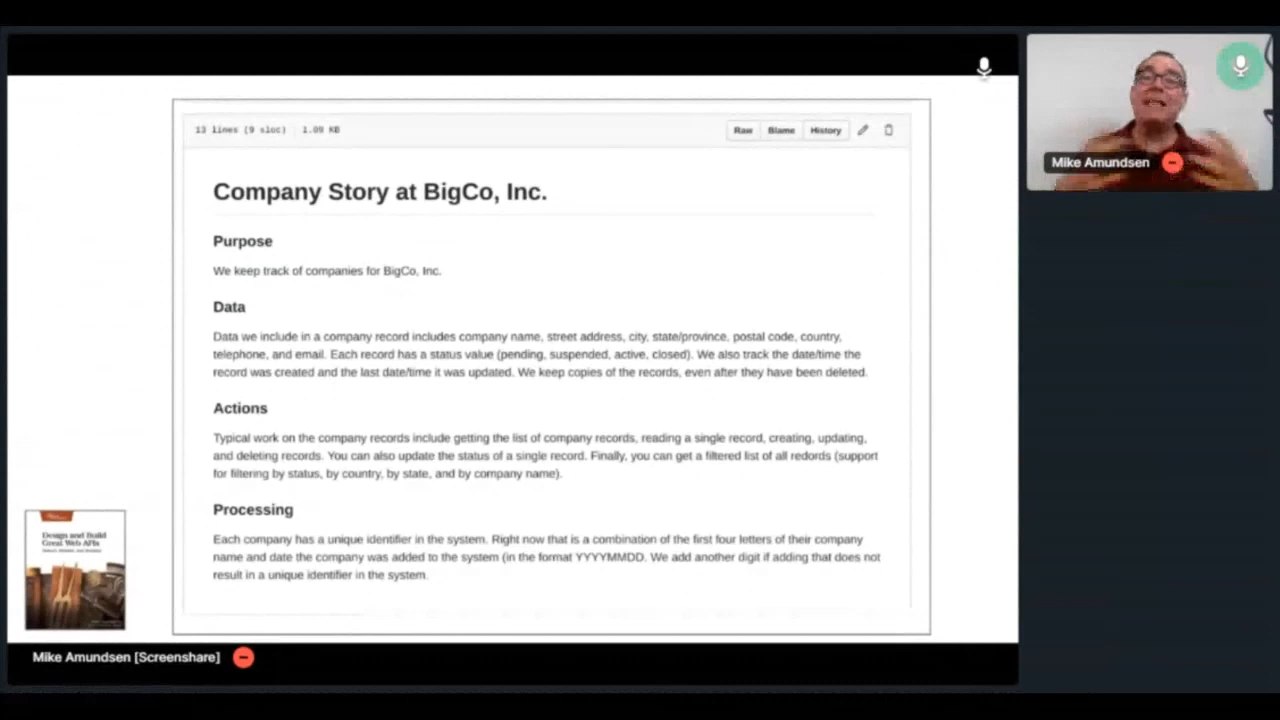 13 lines (9 sloc) 1.09 KB
Raw Blame History
Company Story at BigCo, Inc.
Purpose
We keep track of companies for BigCo, Inc.
Data
Data we include in a company record includes company name, street address, city, state/province, postal code, country,
telephone, and email. Each record has a status value (pending, suspended, active, closed). We also track the date/time the
record was created and the last date/time it was updated. We keep copies of the records, even after they have been deleted.
Actions
Typical work on the company records include getting the list of company records, reading a single record, creating, updating,
and deleting records. You can also update the status of a single record. Finally, you can get a filtered list of all redords (support
for filtering by status, by country, by state, and by company name).
Processing
Each company has a unique identifier in the system. Right now that is a combination of the first four letters of their company
name and date the company was added to the system (in the format YYYYMMDD. We add another digit if adding that does not
result in a unique identifier in the system.
Design and Build
Great Web APIs
Mike Amundsen [Screenshare]
Mike Amundsen